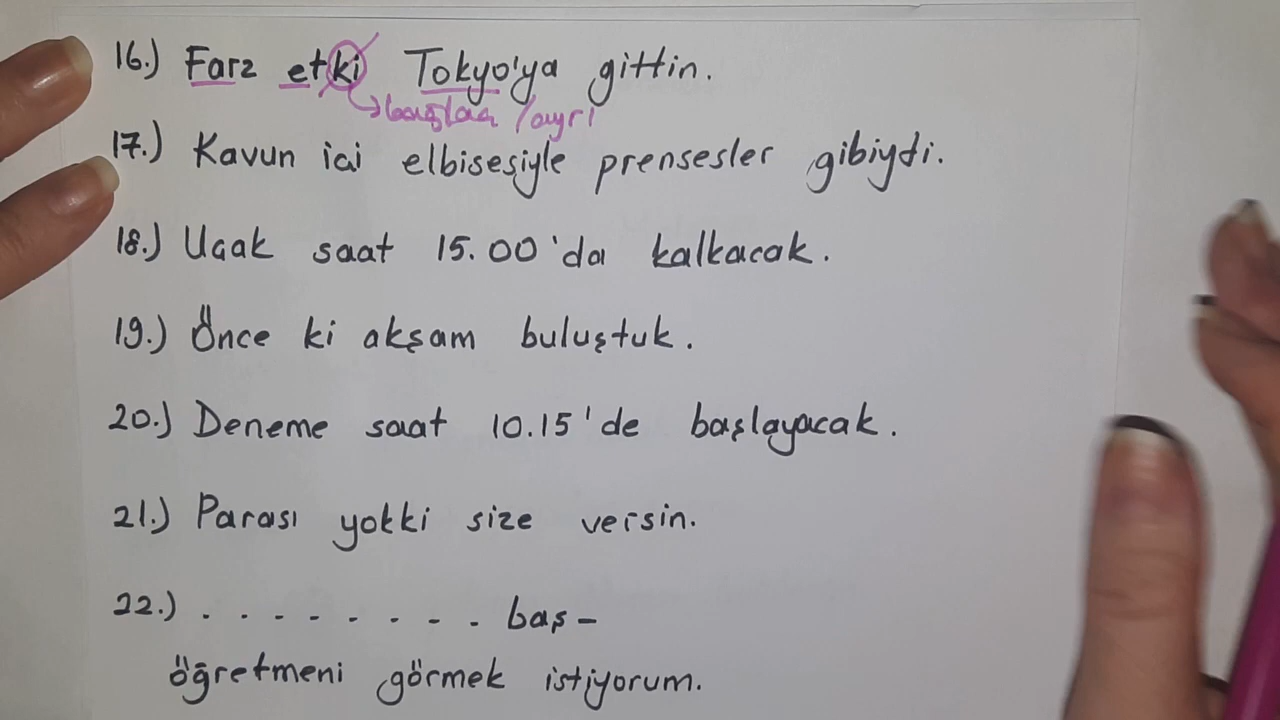 16.) Farz etki Tokyo'ya gittin.
bağlaç / ayrı
17.) Kavun içi elbisesiyle prensesler gibiydi.
18.) Uçak saat 15.00'da kalkacak.
19.) Önce ki akşam buluştuk.
20.) Deneme saat 10.15'de başlayacak.
21.) Parası yokki size versin.
22.) . . . . . . . . baş-
öğretmeni görmek istiyorum.